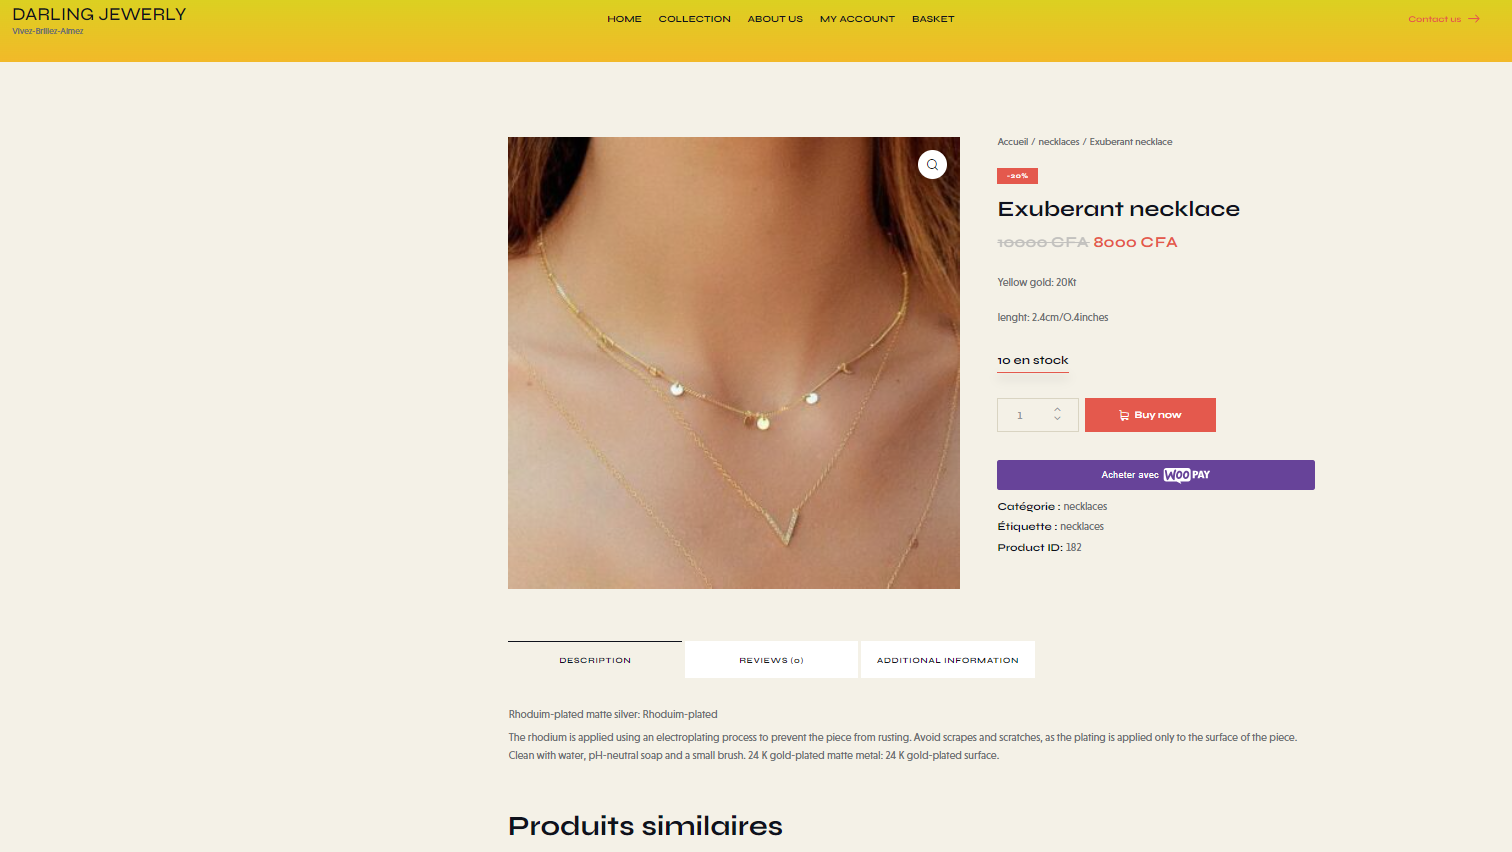 DARLING JEWERLY
Vivez-Brillez-Aimez
HOME COLLECTION ABOUT US MY ACCOUNT BASKET
Contact us
Accueil / necklaces / Exuberant necklace
-20%
Exuberant necklace
10000 CFA 8000 CFA
Yellow gold: 20Kt
lenght: 2.4cm/0.4inches
10 en stock
1
Buy now
Acheter avec WOO PAY
Catégorie : necklaces
Étiquette : necklaces
Product ID: 182
DESCRIPTION
REVIEWS (0)
ADDITIONAL INFORMATION
Rhoduim-plated matte silver: Rhoduim-plated
The rhodium is applied using an electroplating process to prevent the piece from rusting. Avoid scrapes and scratches, as the plating is applied only to the surface of the piece.
Clean with water, pH-neutral soap and a small brush. 24 K gold-plated matte metal: 24 K gold-plated surface.
Produits similaires